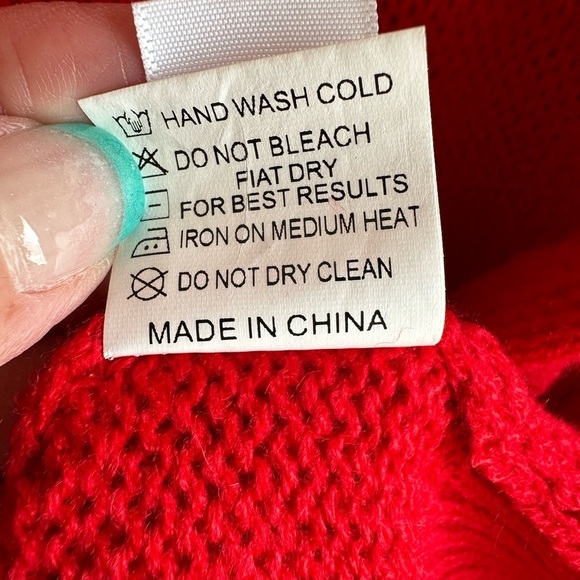 HAND WASH COLD
DO NOT BLEACH
FIAT DRY
FOR BEST RESULTS
IRON ON MEDIUM HEAT
DO NOT DRY CLEAN
MADE IN CHINA